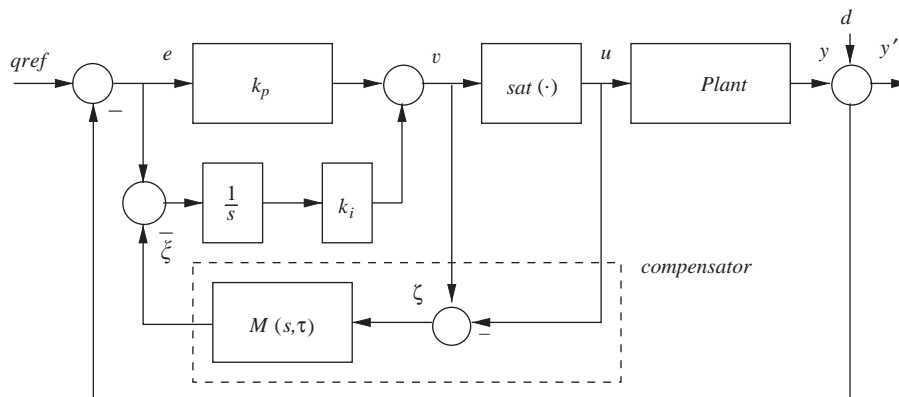 d
qref
e
v
u
y
y′
−
k_p
sat (·)
Plant
1/s
k_i
−
ξ
compensator
ζ
M (s,τ)
−